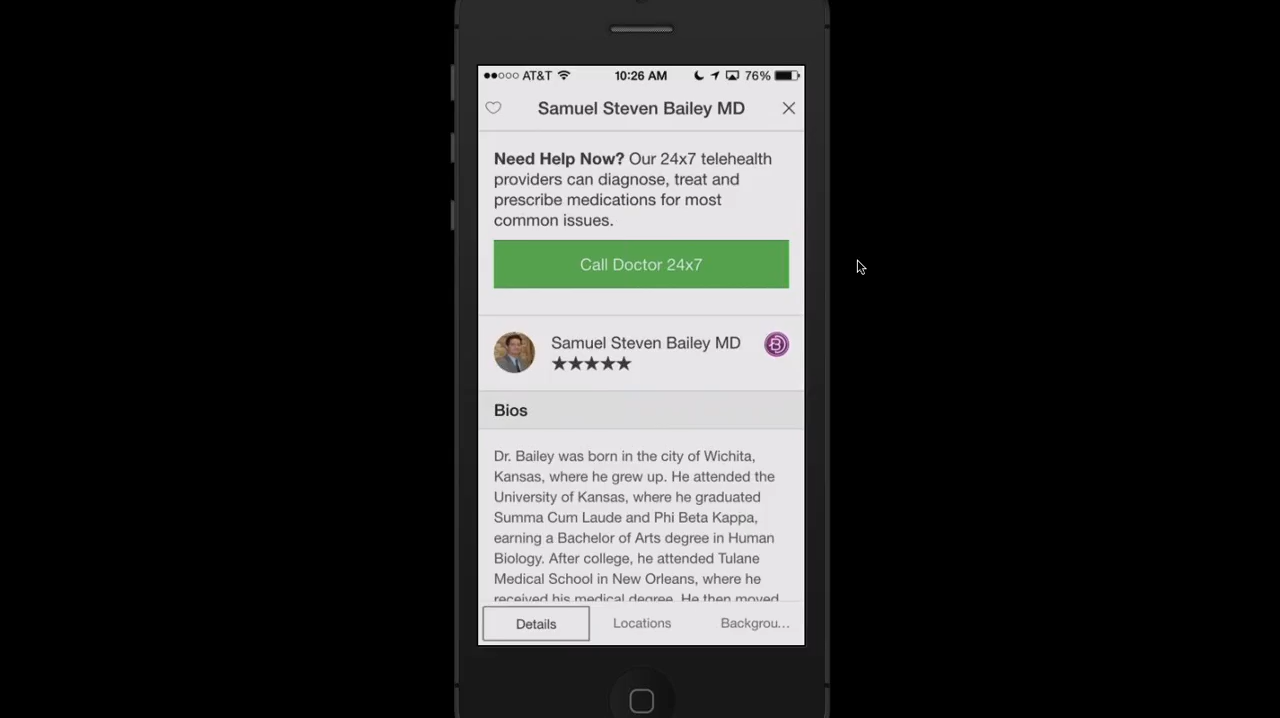 AT&T 10:26 AM 76%
Samuel Steven Bailey MD
Need Help Now? Our 24x7 telehealth
providers can diagnose, treat and
prescribe medications for most
common issues.
Call Doctor 24x7
Samuel Steven Bailey MD
★★★★★
Bios
Dr. Bailey was born in the city of Wichita,
Kansas, where he grew up. He attended the
University of Kansas, where he graduated
Summa Cum Laude and Phi Beta Kappa,
earning a Bachelor of Arts degree in Human
Biology. After college, he attended Tulane
Medical School in New Orleans, where he
received his medical degree. He then moved
Details Locations Backgrou...